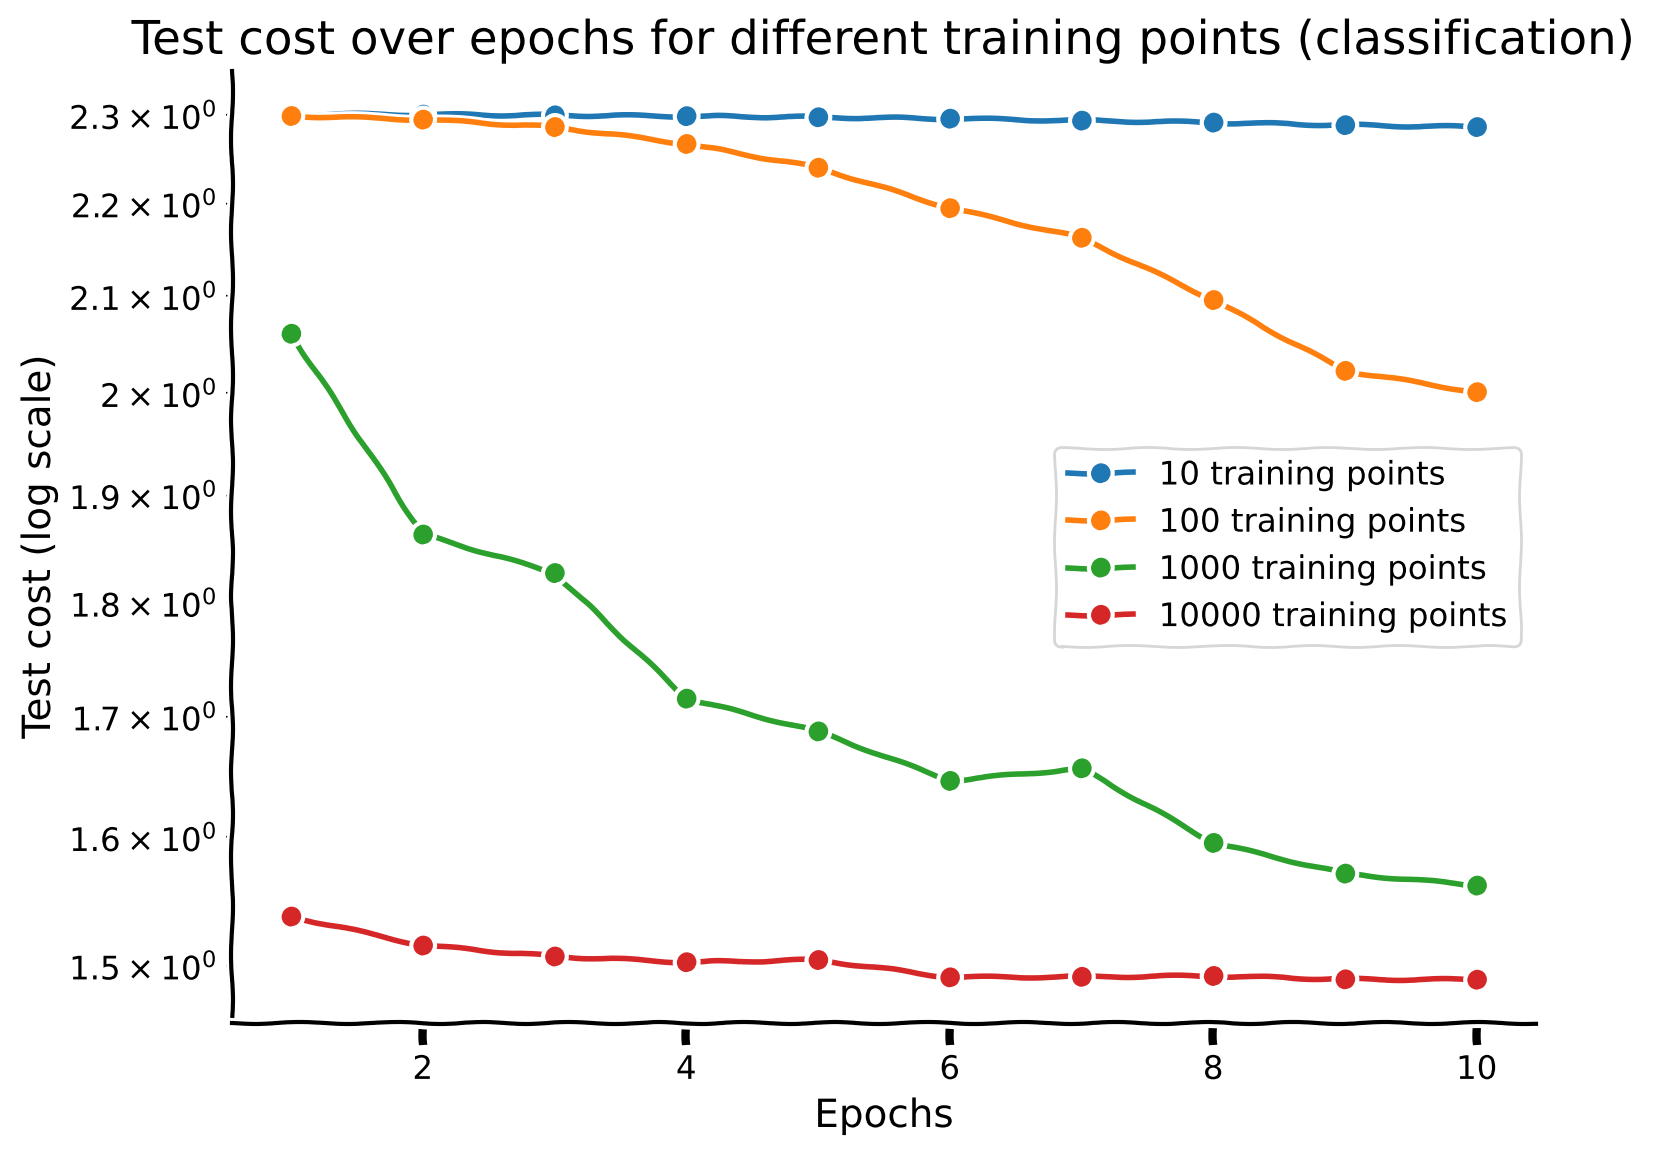 Test cost over epochs for different training points (classification)
2.3 × 10⁰
2.2 × 10⁰
2.1 × 10⁰
2 × 10⁰
1.9 × 10⁰
1.8 × 10⁰
1.7 × 10⁰
1.6 × 10⁰
1.5 × 10⁰
Test cost (log scale)
10 training points
100 training points
1000 training points
10000 training points
2 4 6 8 10
Epochs